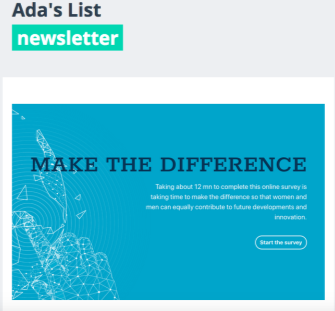 Ada's List
newsletter
MAKE THE DIFFERENCE
Taking about 12 mn to complete this online survey is
taking time to make the difference so that women and
men can equally contribute to future developments and
innovation.
Start the survey